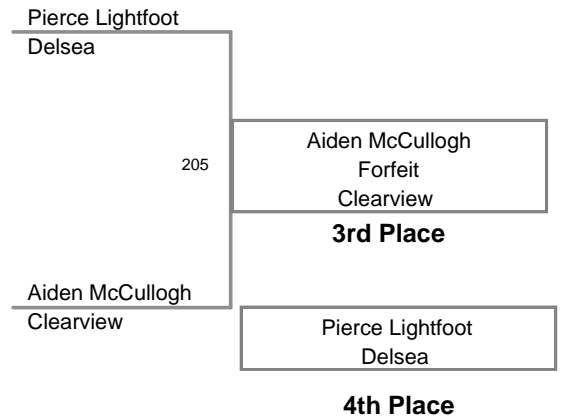 Pierce Lightfoot
Delsea
205
Aiden McCullogh
Forfeit
Clearview
3rd Place
Aiden McCullogh
Clearview
Pierce Lightfoot
Delsea
4th Place